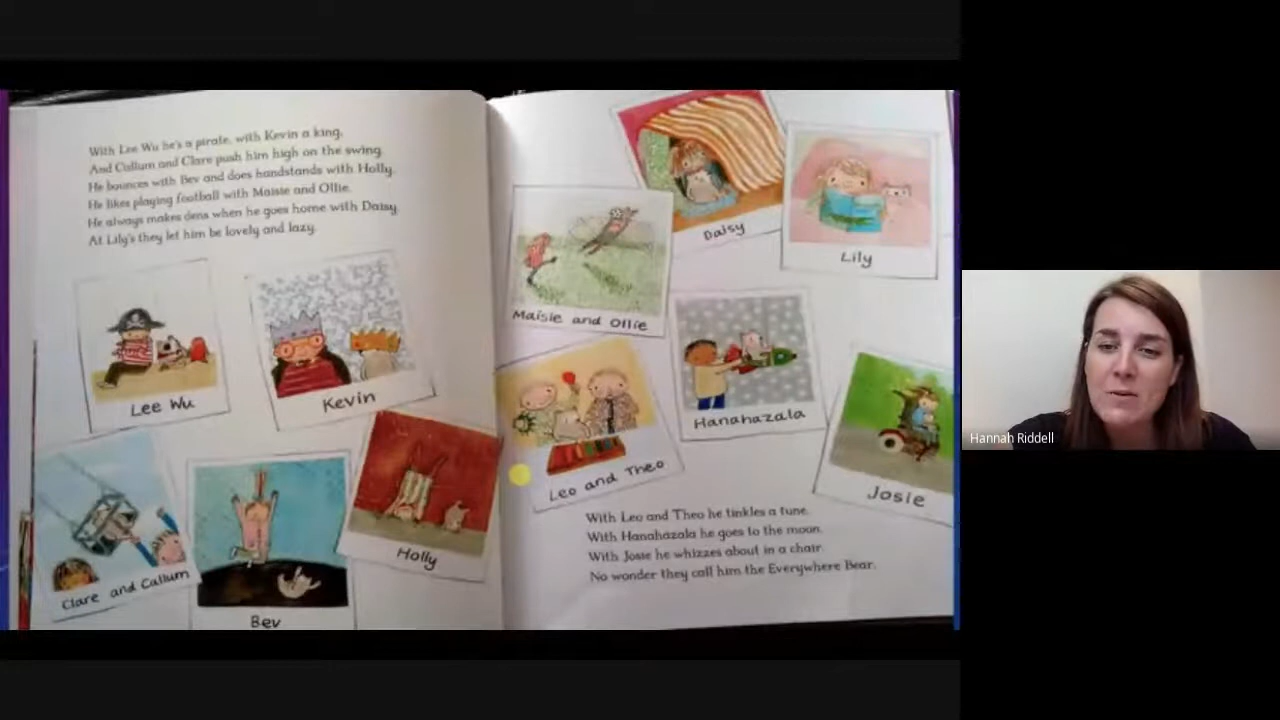 With Lee Wu he's a pirate, with Kevin a king,
And Callum and Clare push him high on the swing.
He bounces with Bev and does handstands with Holly.
He likes playing football with Maisie and Ollie.
He always makes dens when he goes home with Daisy.
At Lily's they let him be lovely and lazy.
Lee Wu
Kevin
Clare and Callum
Bev
Holly
Daisy
Lily
Maisie and Ollie
Hanahazala
Leo and Theo
Josie
With Leo and Theo he tinkles a tune.
With Hanahazala he goes to the moon.
With Josie he whizzes about in a chair.
No wonder they call him the Everywhere Bear.
Hannah Riddell